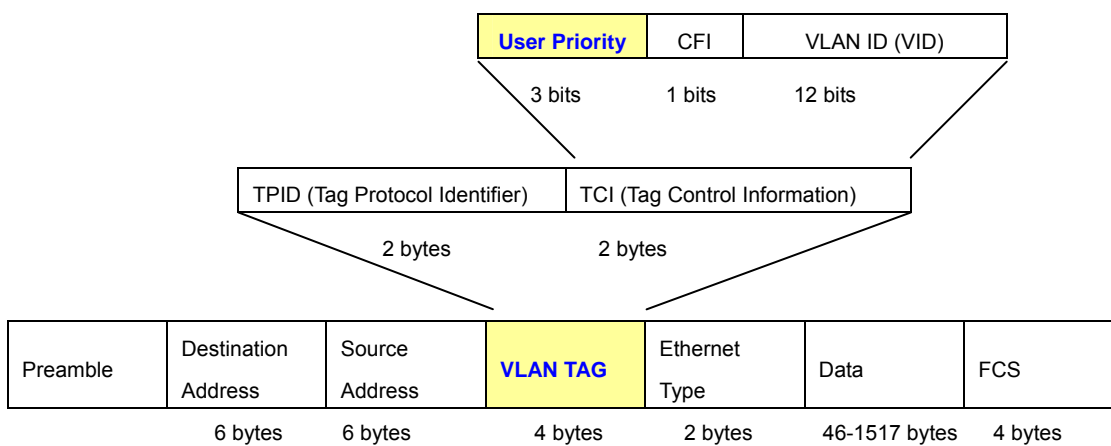 User Priority CFI VLAN ID (VID)
3 bits 1 bits 12 bits
TPID (Tag Protocol Identifier) TCI (Tag Control Information)
2 bytes 2 bytes
Preamble
Destination
Address
Source
Address
VLAN TAG
Ethernet
Type
Data
FCS
6 bytes 6 bytes 4 bytes 2 bytes 46-1517 bytes 4 bytes